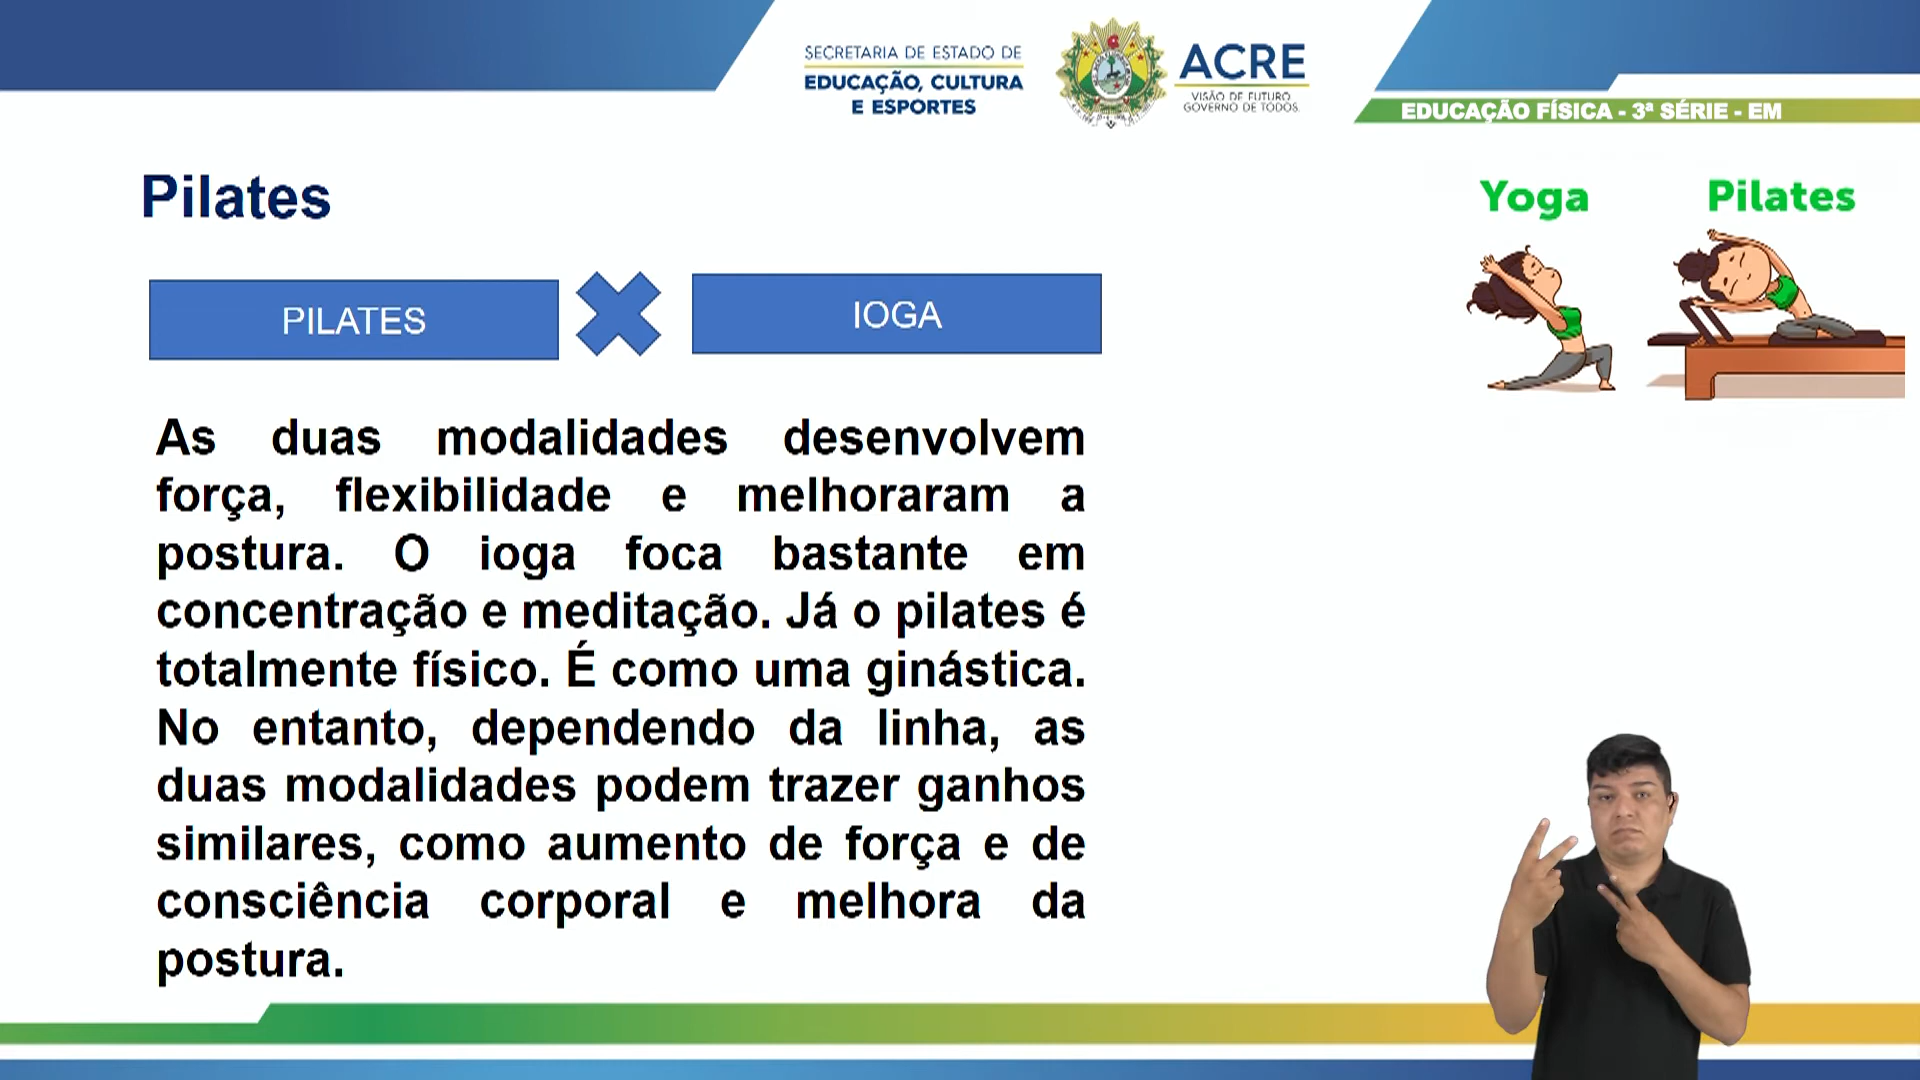 SECRETARIA DE ESTADO DE
EDUCAÇÃO, CULTURA
E ESPORTES
ACRE
VISÃO DE FUTURO
GOVERNO DE TODOS.
EDUCAÇÃO FÍSICA - 3ª SÉRIE - EM
Pilates
Yoga
Pilates
PILATES
IOGA
As duas modalidades desenvolvem
força, flexibilidade e melhoraram a
postura. O ioga foca bastante em
concentração e meditação. Já o pilates é
totalmente físico. É como uma ginástica.
No entanto, dependendo da linha, as
duas modalidades podem trazer ganhos
similares, como aumento de força e de
consciência corporal e melhora da
postura.